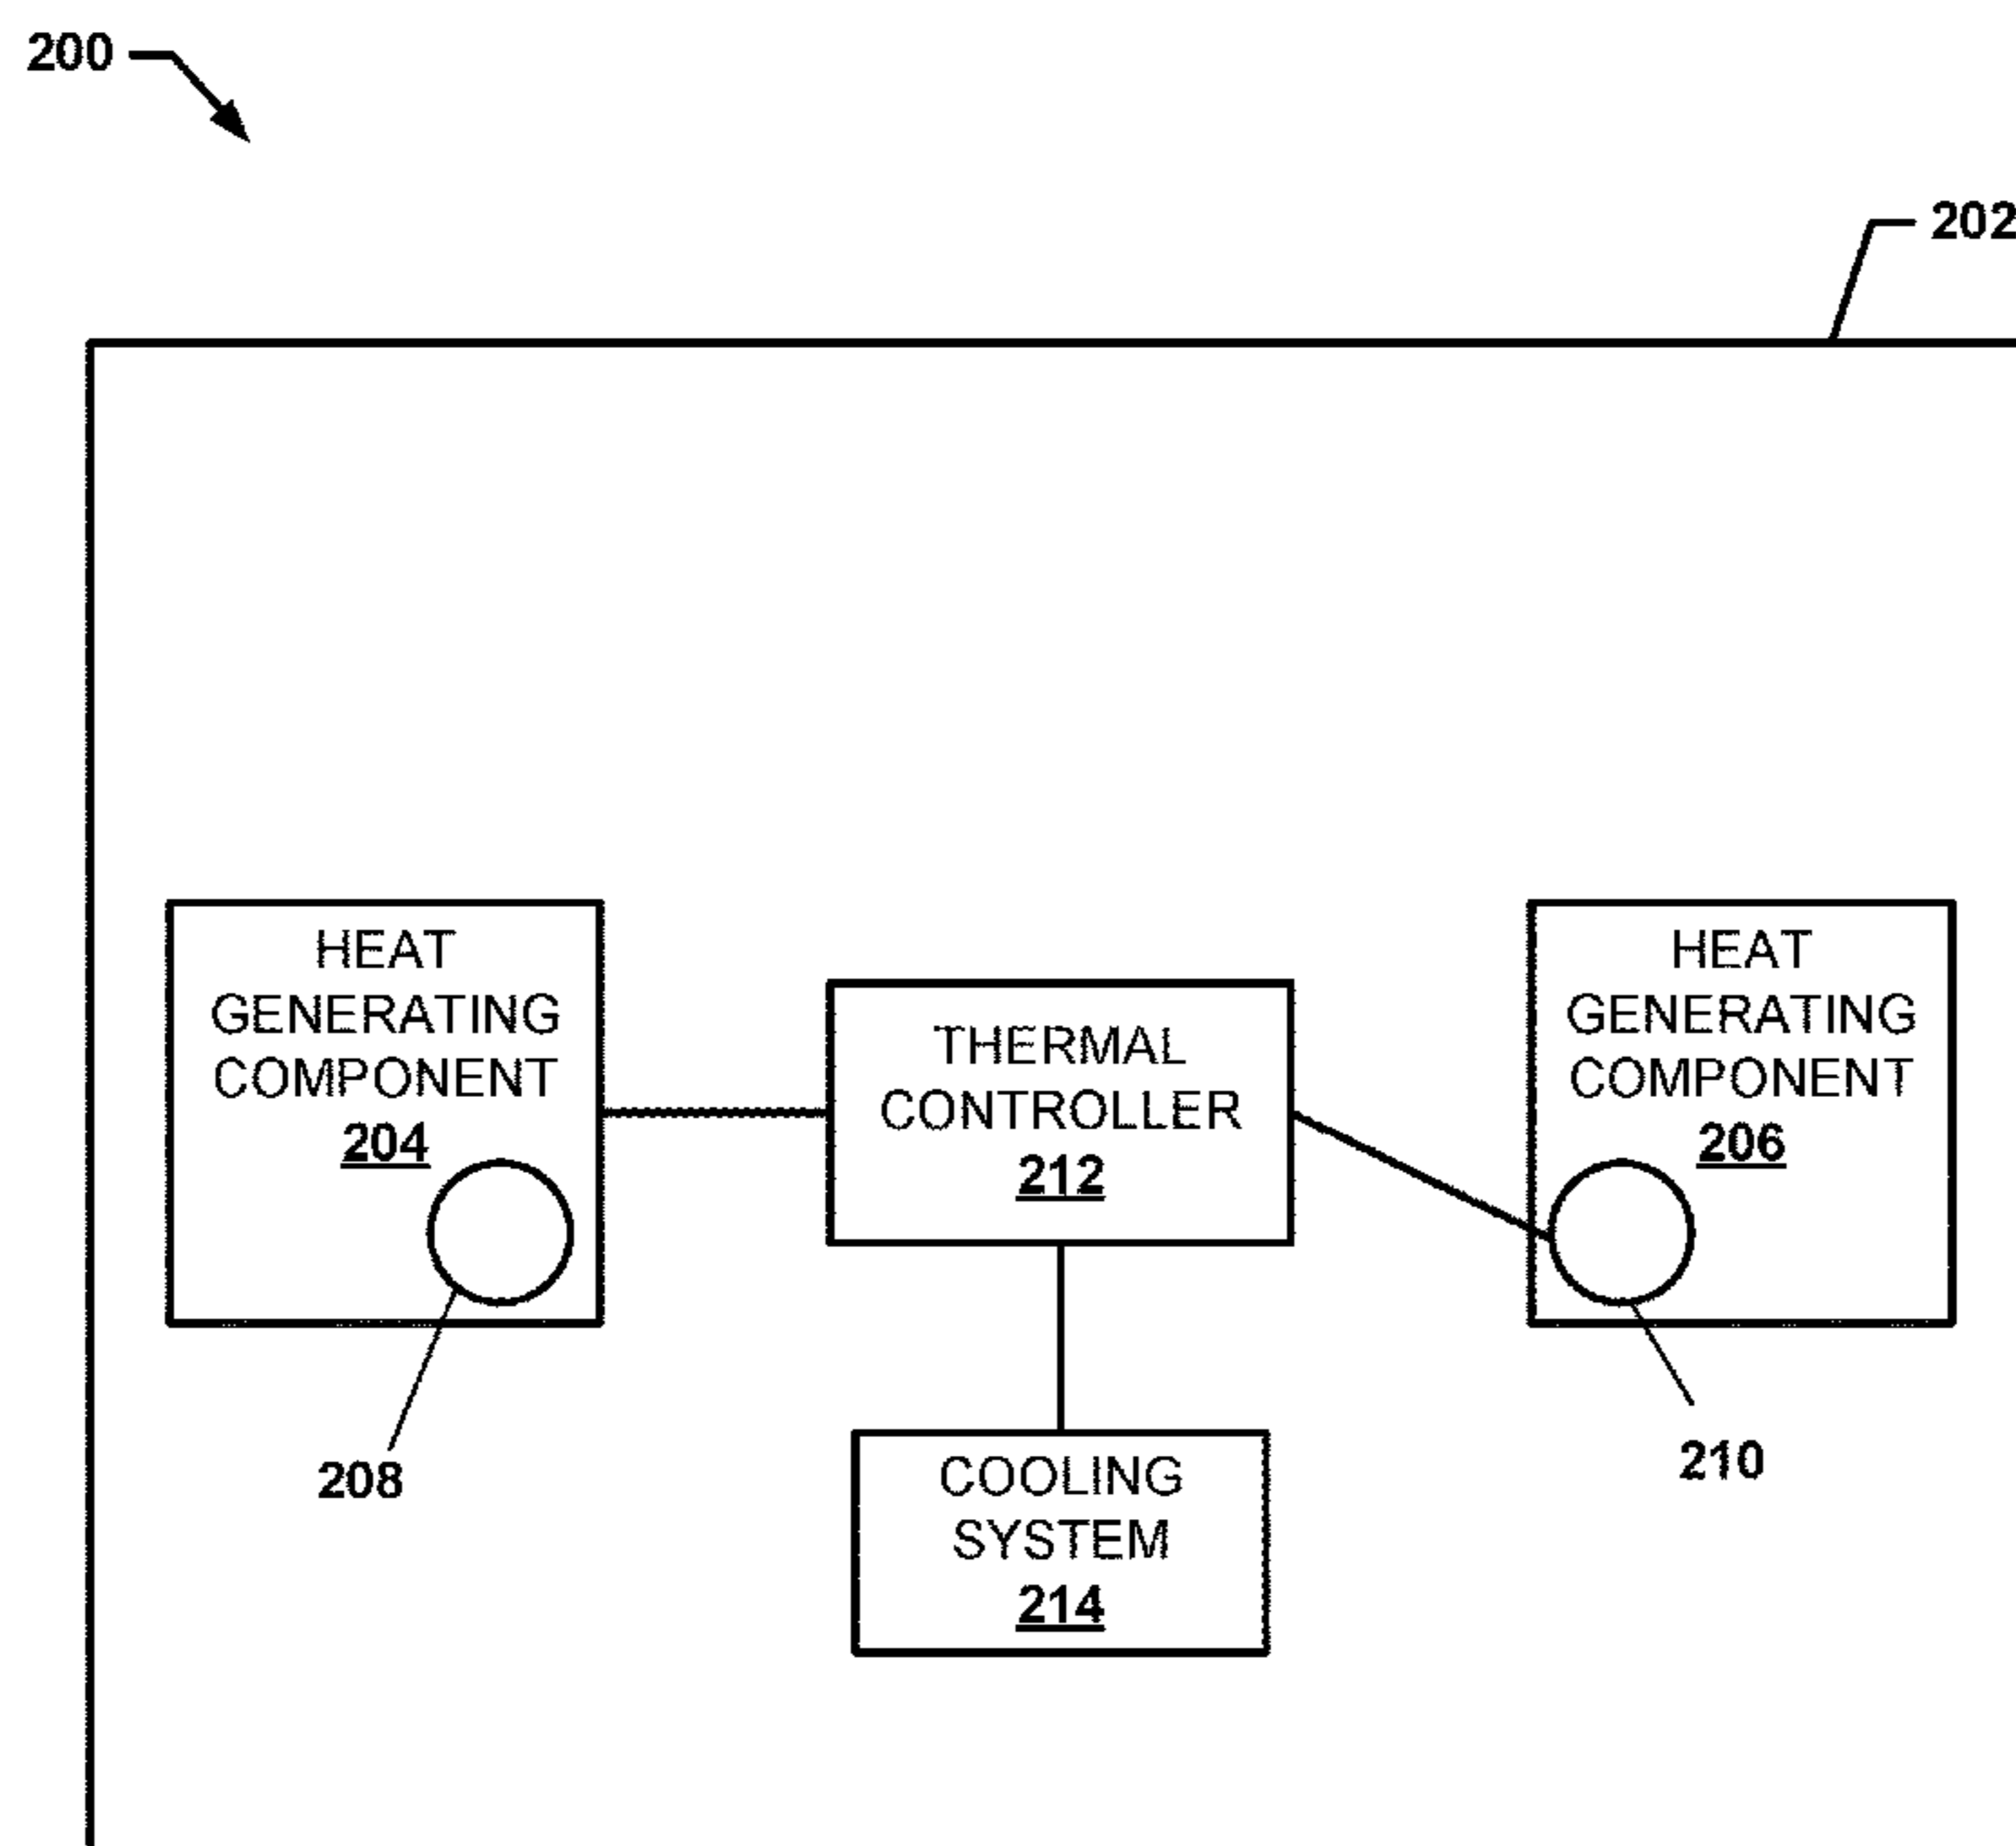 200
202
HEAT
GENERATING
COMPONENT
204
THERMAL
CONTROLLER
212
HEAT
GENERATING
COMPONENT
206
208
210
COOLING
SYSTEM
214